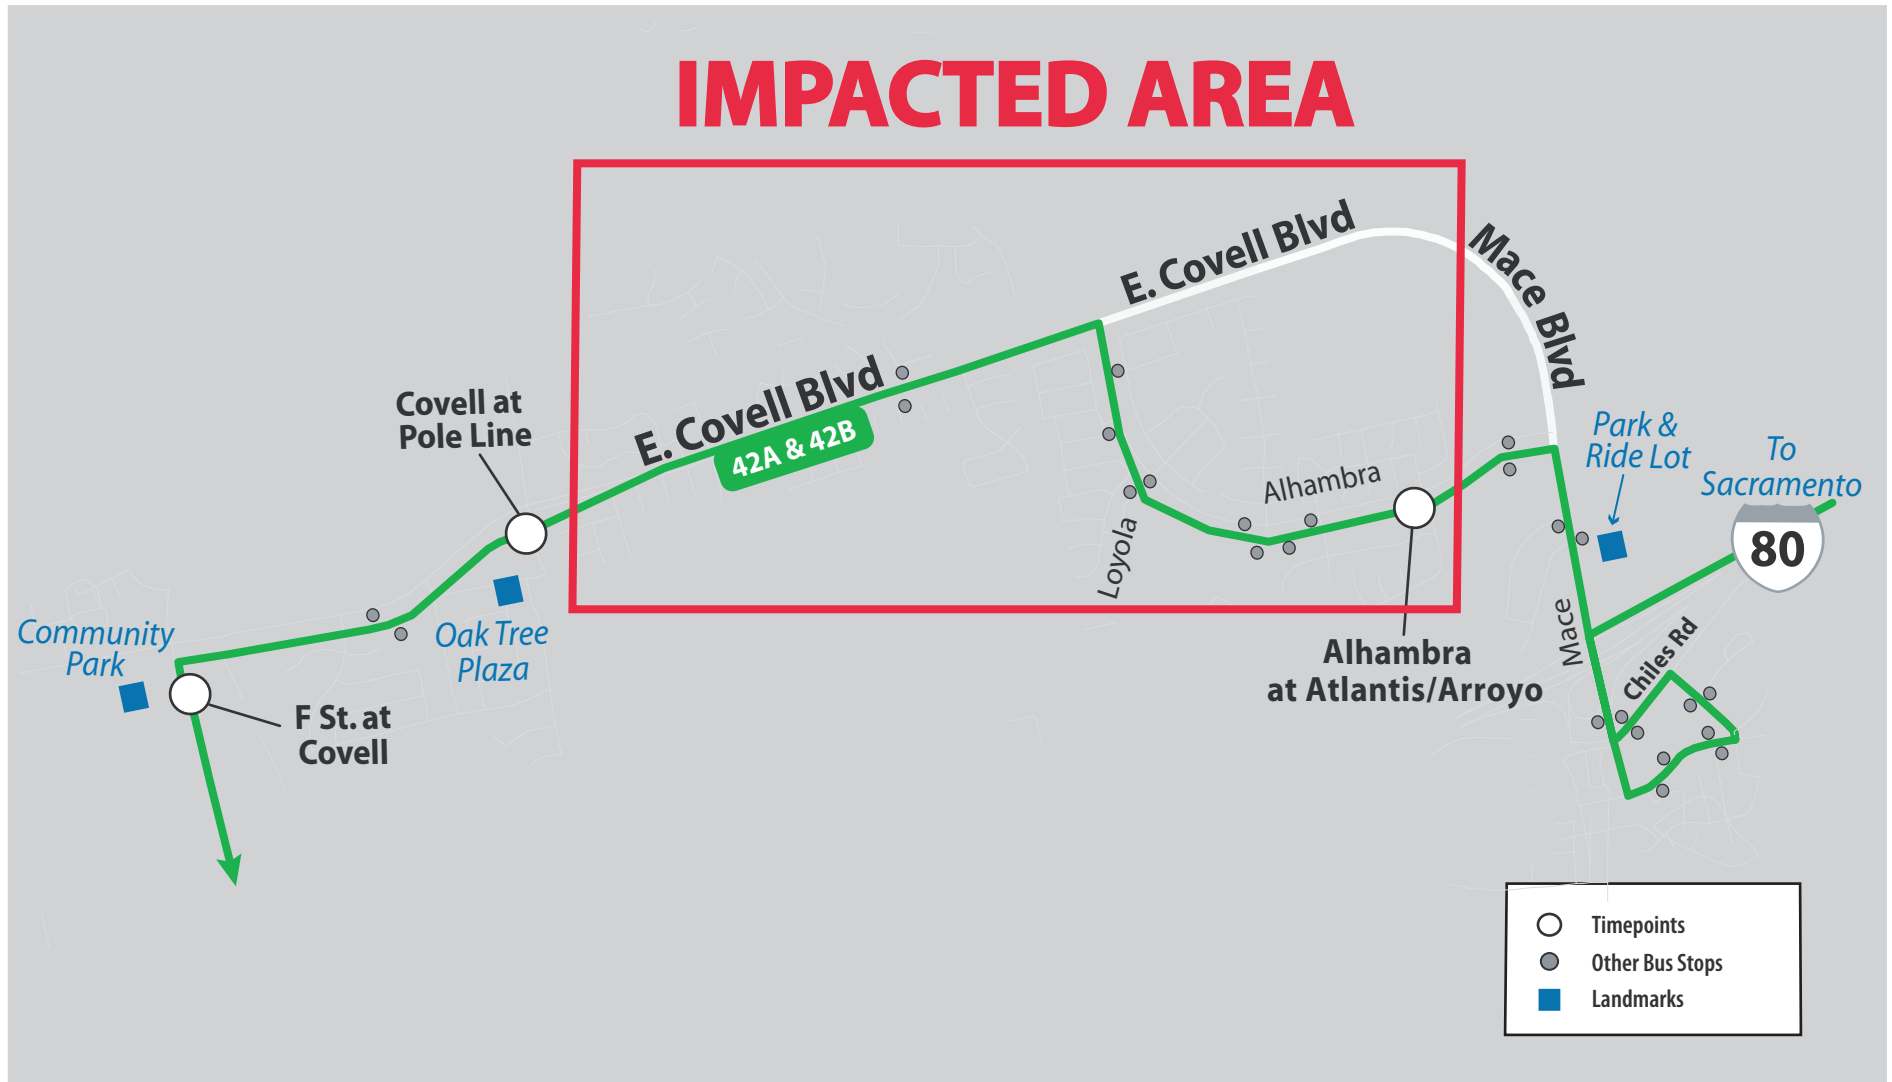 IMPACTED AREA
E. Covell Blvd
Mace Blvd
E. Covell Blvd
42A & 42B
Covell at
Pole Line
Park &
Ride Lot
To
Sacramento
80
Alhambra
Loyola
Mace
Chiles Rd
Community
Park
Oak Tree
Plaza
Alhambra
at Atlantis/Arroyo
F St. at
Covell
Timepoints
Other Bus Stops
Landmarks